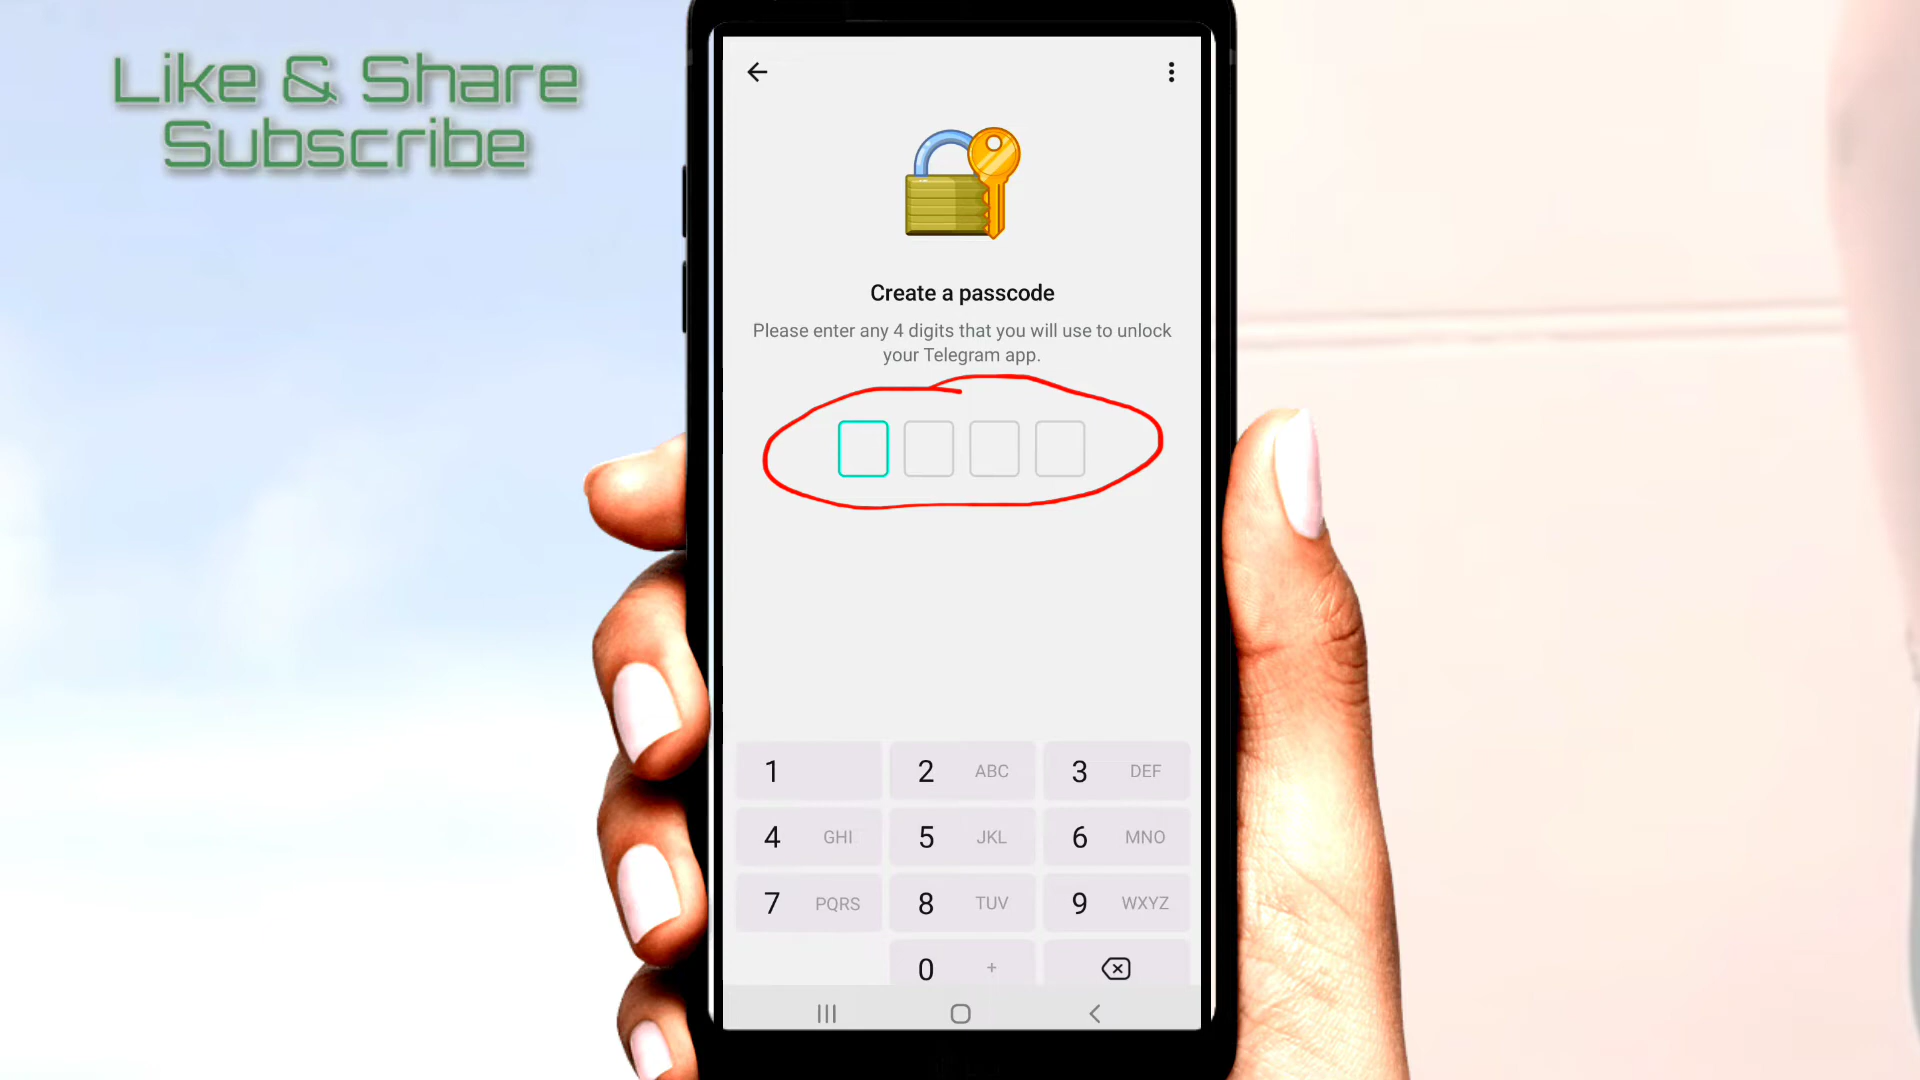 Like & Share
Subscribe
Create a passcode
Please enter any 4 digits that you will use to unlock
your Telegram app.
1
2 ABC
3 DEF
4 GHI
5 JKL
6 MNO
7 PQRS
8 TUV
9 WXYZ
0 +